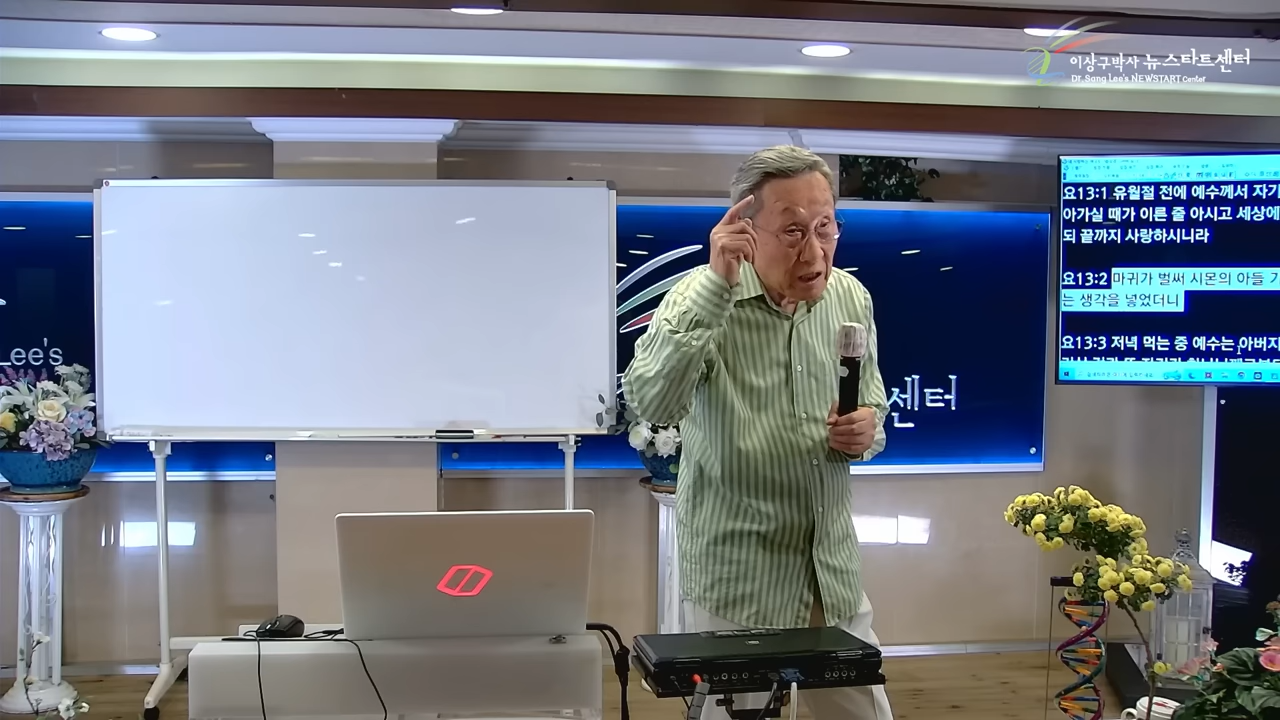 이상구박사 뉴스타트센터
Dr. Sang Lee's NEWSTART Center
요13:1 유월절 전에 예수께서 자기
아가실 때가 이른 줄 아시고 세상에
되 끝까지 사랑하시니라
요13:2 마귀가 벌써 시몬의 아들 가
는 생각을 넣었더니
요13:3 저녁 먹는 중 예수는 아버지
Lee's
센터